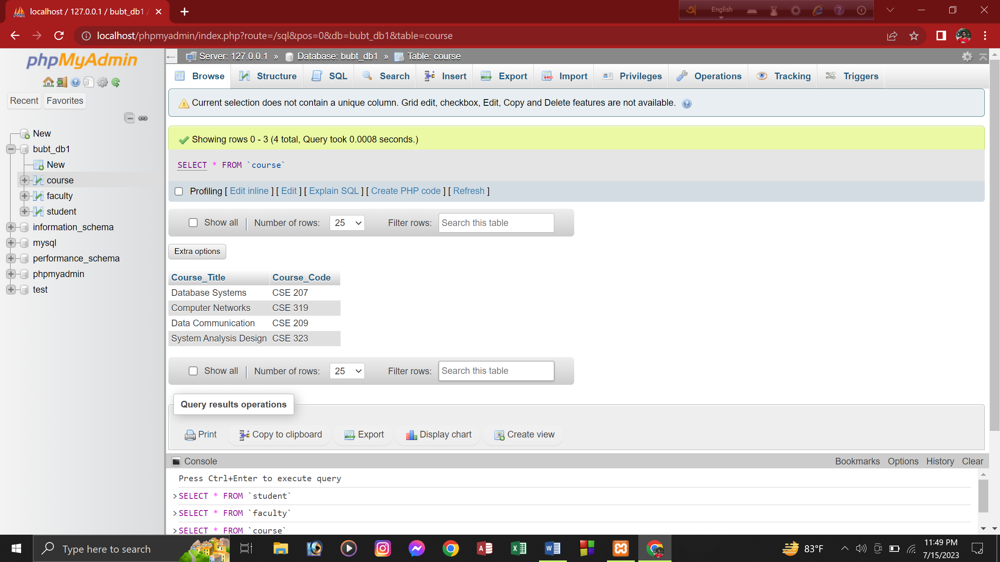 localhost / 127.0.0.1 / bubt_db1 /
English
localhost/phpmyadmin/index.php?route=/sql&pos=0&db=bubt_db1&table=course
phpMyAdmin
Recent Favorites
New
bubt_db1
New
course
faculty
student
information_schema
mysql
performance_schema
phpmyadmin
test
Server: 127.0.0.1 » Database: bubt_db1 » Table: course
Browse Structure SQL Search Insert Export Import Privileges Operations Tracking Triggers
Current selection does not contain a unique column. Grid edit, checkbox, Edit, Copy and Delete features are not available.
Showing rows 0 - 3 (4 total, Query took 0.0008 seconds.)
SELECT * FROM `course`
Profiling [ Edit inline ] [ Edit ] [ Explain SQL ] [ Create PHP code ] [ Refresh ]
Show all | Number of rows: 25 Filter rows: Search this table
Extra options
Course_Title Course_Code
Database Systems CSE 207
Computer Networks CSE 319
Data Communication CSE 209
System Analysis Design CSE 323
Show all | Number of rows: 25 Filter rows: Search this table
Query results operations
Print Copy to clipboard Export Display chart Create view
Console Bookmarks Options History Clear
Press Ctrl+Enter to execute query
>SELECT * FROM `student`
>SELECT * FROM `faculty`
>SELECT * FROM `course`
Type here to search
83°F
11:49 PM
7/15/2023